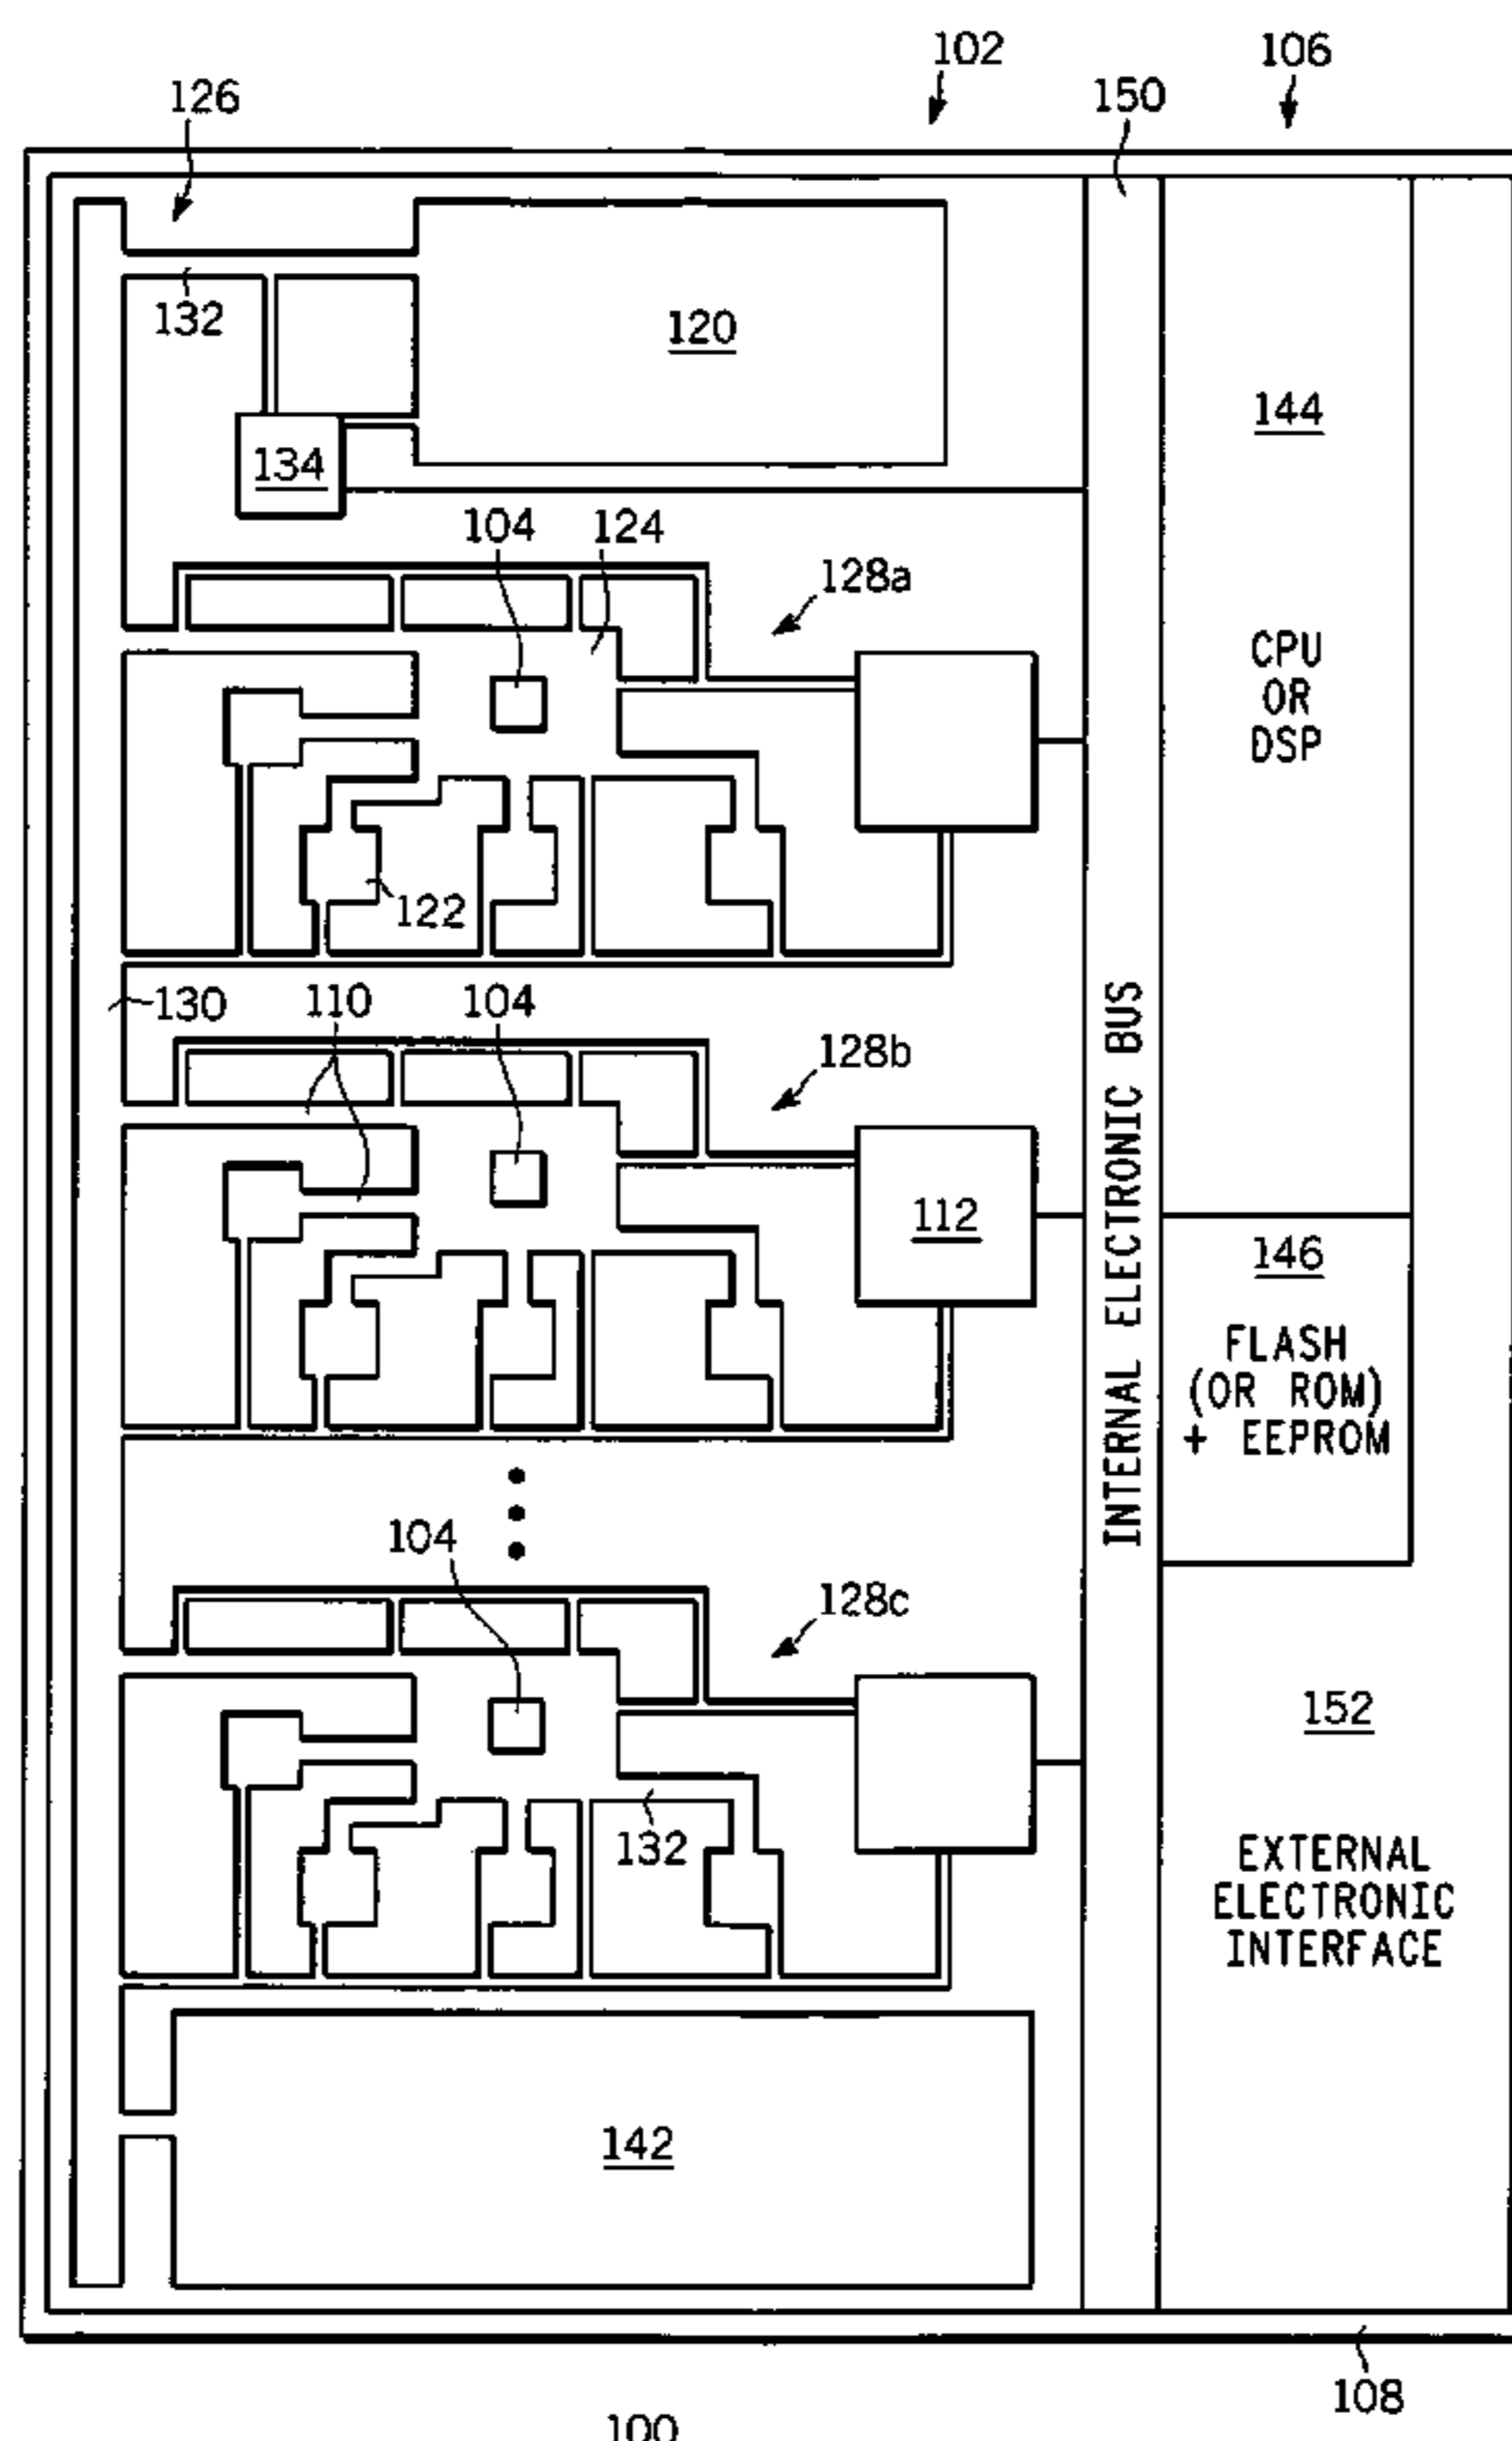 102
106
126
150
132
120
144
134
104
124
128a
CPU
OR
DSP
122
130
110
104
128b
INTERNAL ELECTRONIC BUS
112
146
FLASH
(OR ROM)
+ EEPROM
104
128c
152
132
EXTERNAL
ELECTRONIC
INTERFACE
142
108
100